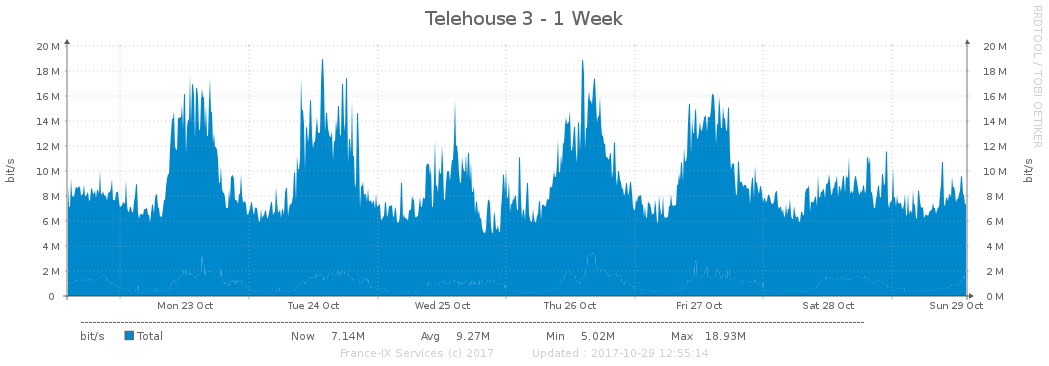 Telehouse 3 - 1 Week
RRDTOOL / TOBI OETIKER
bit/s
20 M
18 M
16 M
14 M
12 M
10 M
8 M
6 M
4 M
2 M
0
20 M
18 M
16 M
14 M
12 M
10 M
8 M
6 M
4 M
2 M
0 M
bit/s
Mon 23 Oct Tue 24 Oct Wed 25 Oct Thu 26 Oct Fri 27 Oct Sat 28 Oct Sun 29 Oct
bit/s Total Now 7.14M Avg 9.27M Min 5.02M Max 18.93M
France-IX Services (c) 2017 Updated : 2017-10-29 12:55:14